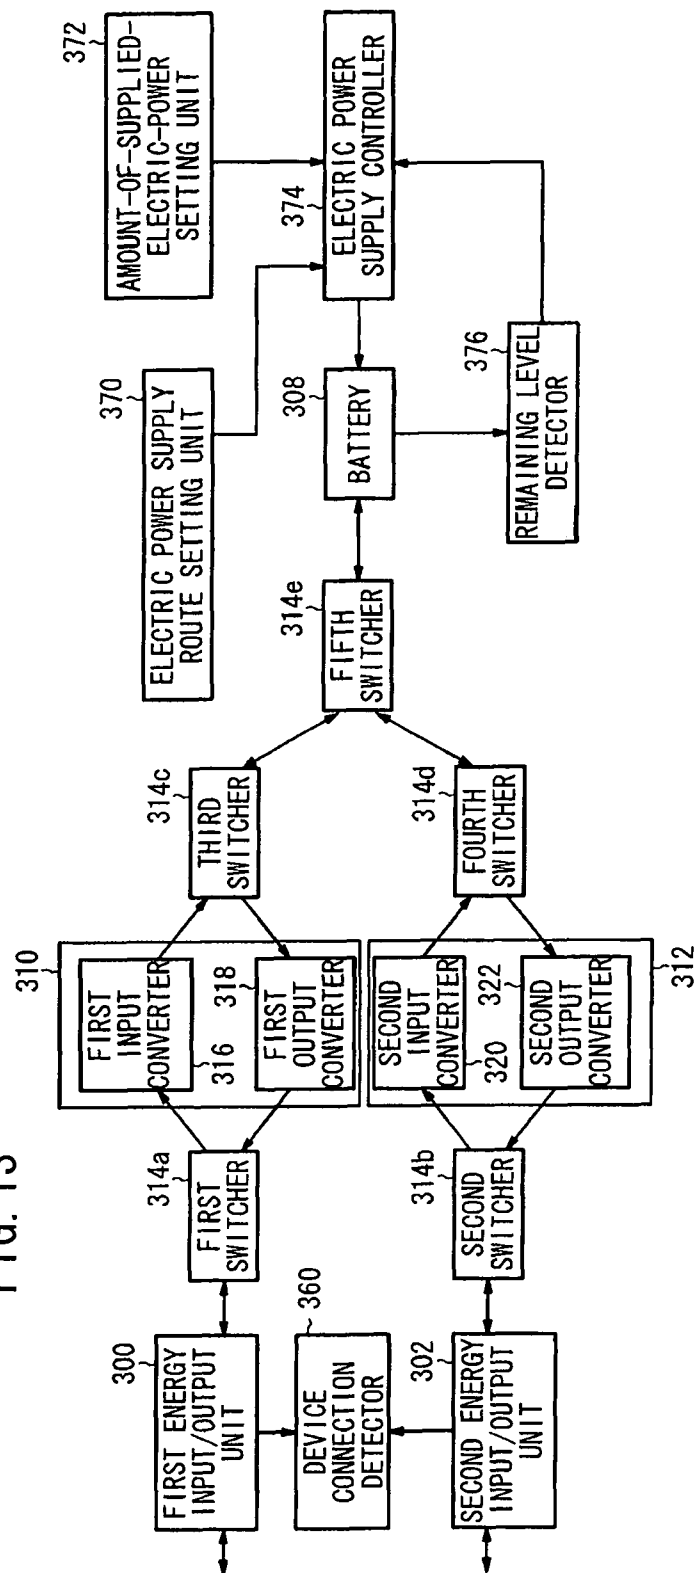 FIG. 13
300
FIRST ENERGY
INPUT/OUTPUT
UNIT
360
DEVICE
CONNECTION
DETECTOR
302
SECOND ENERGY
INPUT/OUTPUT
UNIT
314a
FIRST
SWITCHER
314b
SECOND
SWITCHER
310
FIRST
INPUT
CONVERTER
316
318
FIRST
OUTPUT
CONVERTER
SECOND
INPUT
CONVERTER
320
322
SECOND
OUTPUT
CONVERTER
312
314c
THIRD
SWITCHER
314d
FOURTH
SWITCHER
314e
FIFTH
SWITCHER
370
ELECTRIC POWER SUPPLY
ROUTE SETTING UNIT
308
BATTERY
376
REMAINING LEVEL
DETECTOR
372
AMOUNT-OF-SUPPLIED-
ELECTRIC-POWER
SETTING UNIT
374
ELECTRIC POWER
SUPPLY CONTROLLER